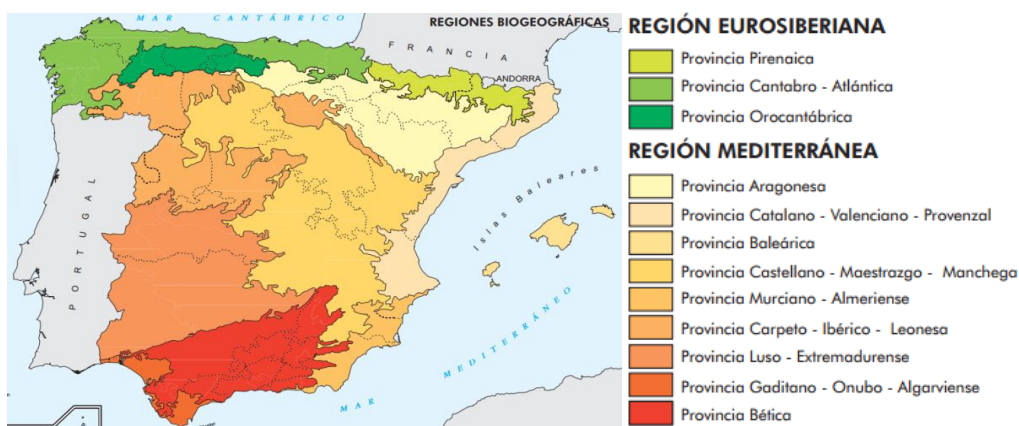 MAR CANTÁBRICO
REGIONES BIOGEOGRÁFICAS
FRANCIA
ANDORRA
PORTUGAL
Islas Baleares
MAR MEDITERRÁNEO
REGIÓN EUROSIBERIANA
Provincia Pirenaica
Provincia Cantabro - Atlántica
Provincia Orocantábrica
REGIÓN MEDITERRÁNEA
Provincia Aragonesa
Provincia Catalano - Valenciano - Provenzal
Provincia Baleárica
Provincia Castellano - Maestrazgo - Manchega
Provincia Murciano - Almeriense
Provincia Carpeto - Ibérico - Leonesa
Provincia Luso - Extremadurense
Provincia Gaditano - Onubo - Algarviense
Provincia Bética